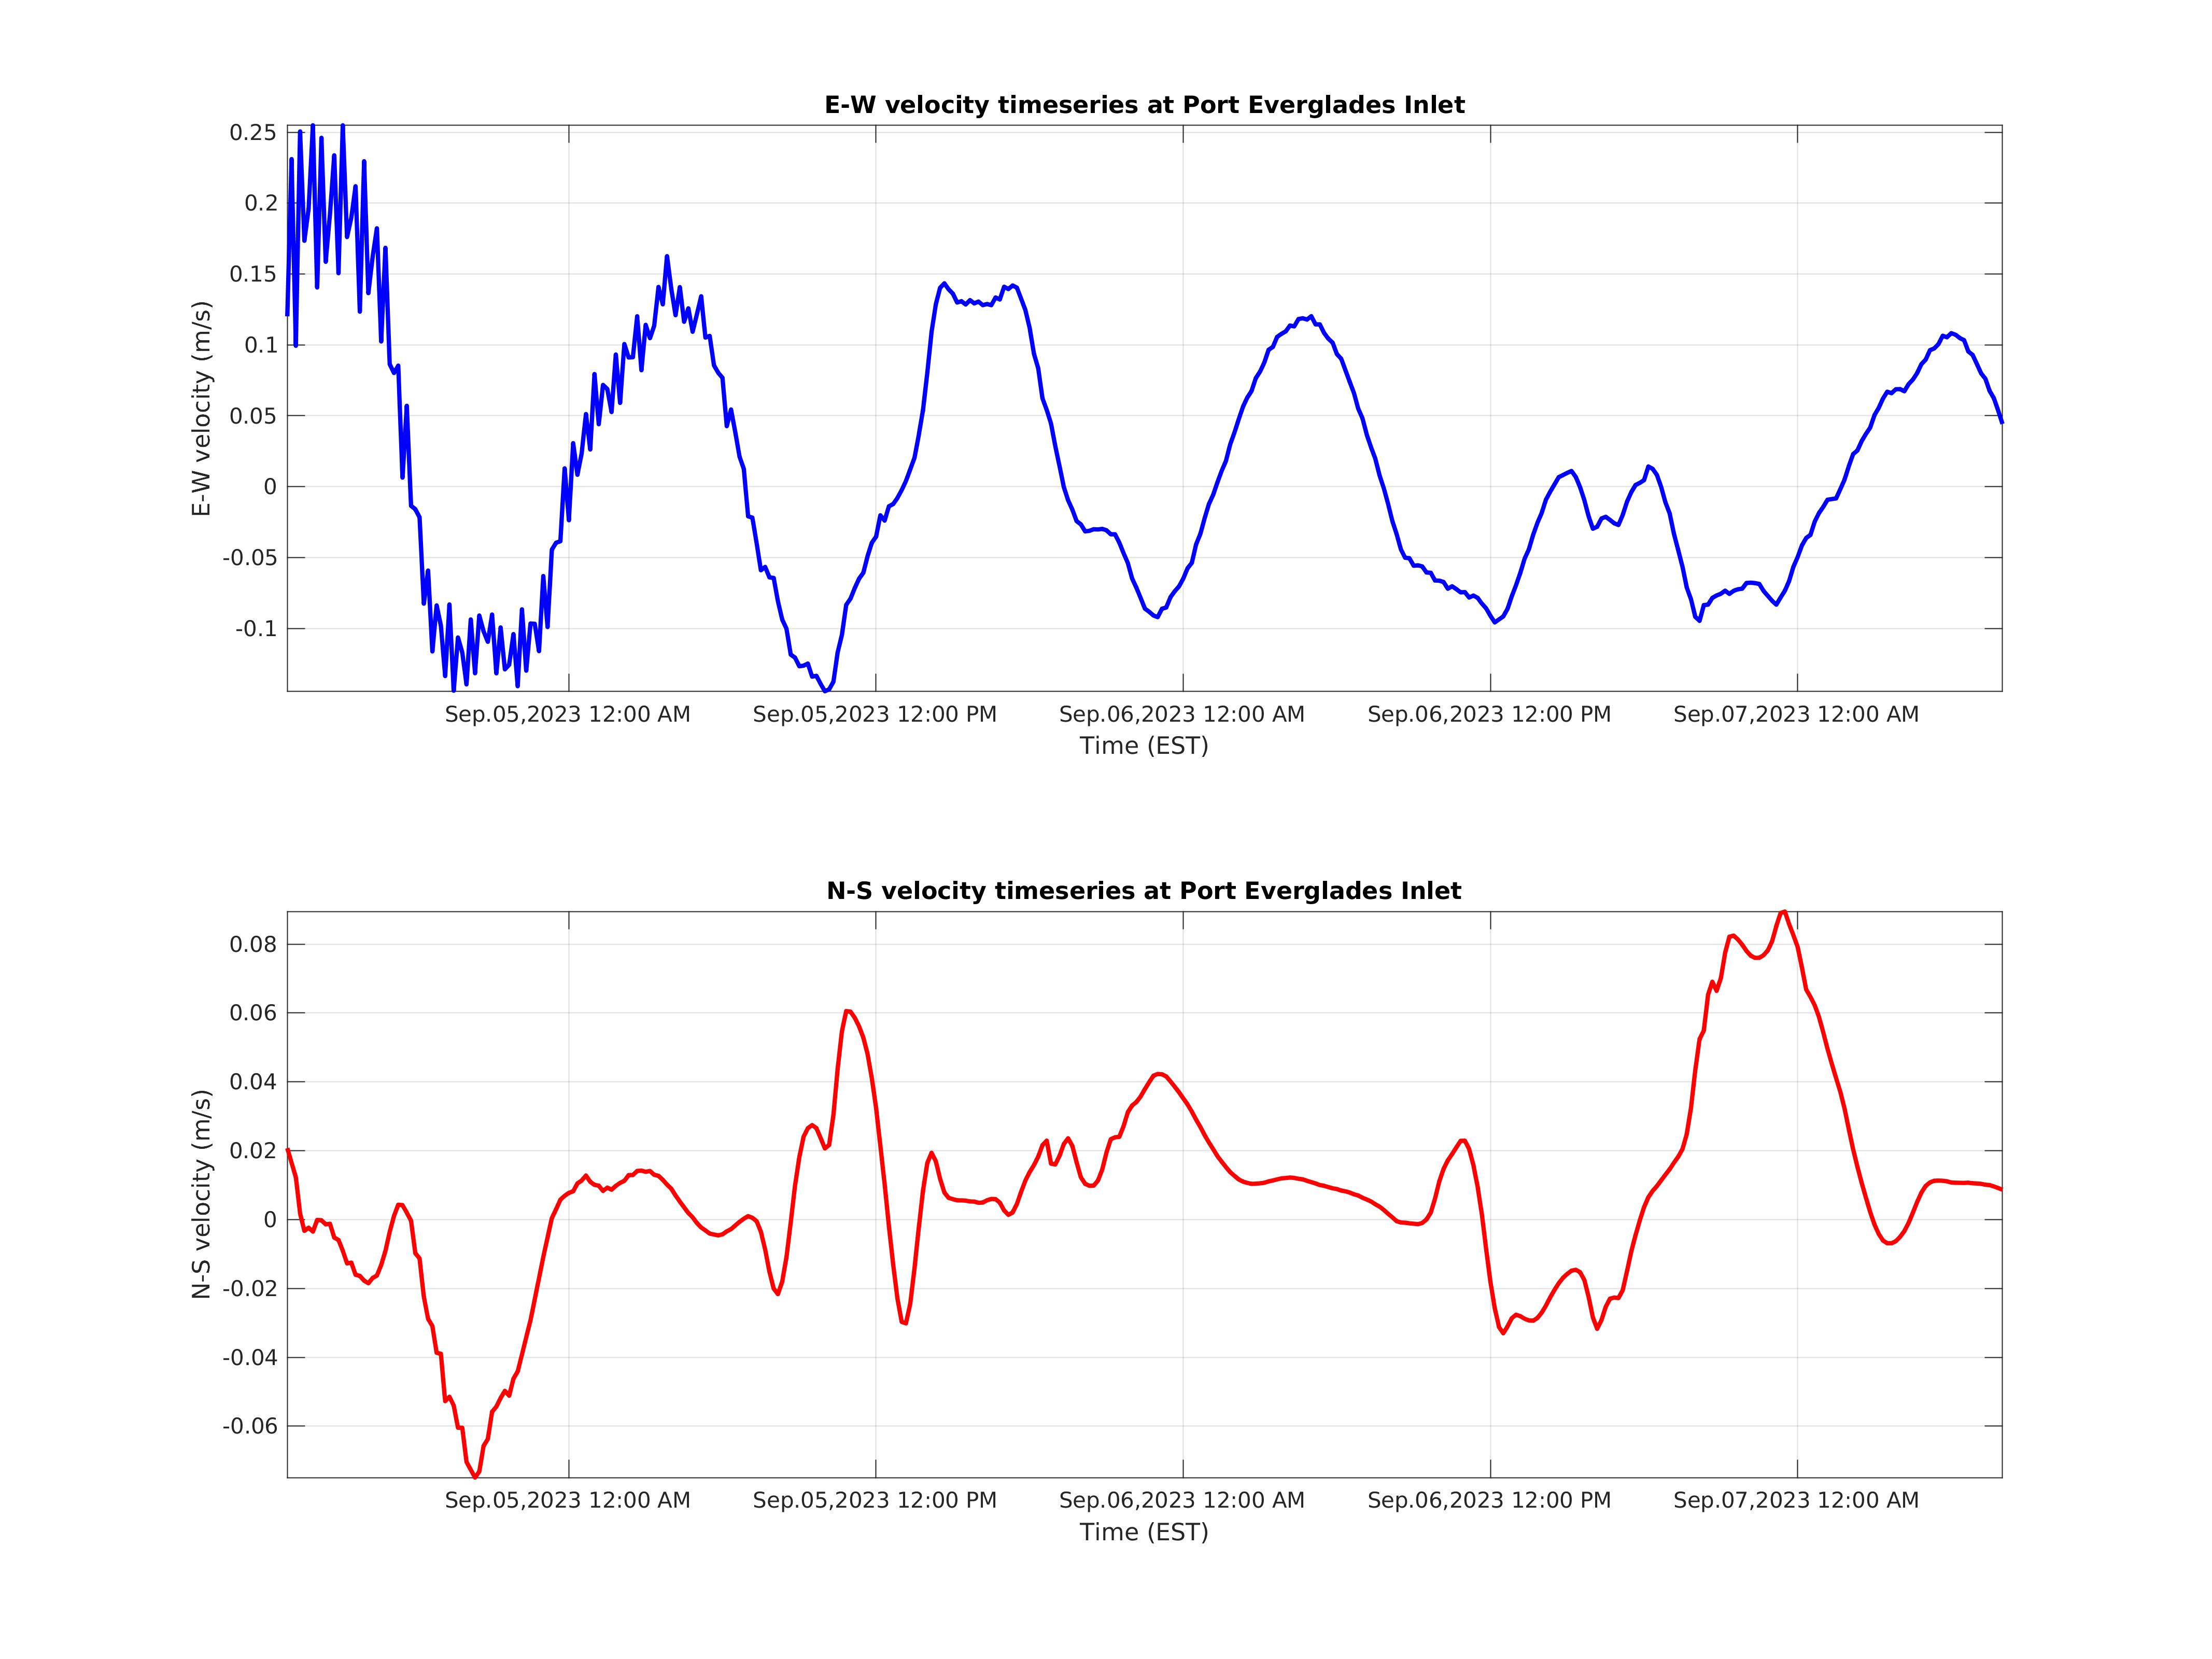 E-W velocity timeseries at Port Everglades Inlet
0.25
0.2
0.15
0.1
0.05
0
-0.05
-0.1
E-W velocity (m/s)
Sep.05,2023 12:00 AM Sep.05,2023 12:00 PM Sep.06,2023 12:00 AM Sep.06,2023 12:00 PM Sep.07,2023 12:00 AM
Time (EST)
N-S velocity timeseries at Port Everglades Inlet
0.08
0.06
0.04
0.02
0
-0.02
-0.04
-0.06
N-S velocity (m/s)
Sep.05,2023 12:00 AM Sep.05,2023 12:00 PM Sep.06,2023 12:00 AM Sep.06,2023 12:00 PM Sep.07,2023 12:00 AM
Time (EST)